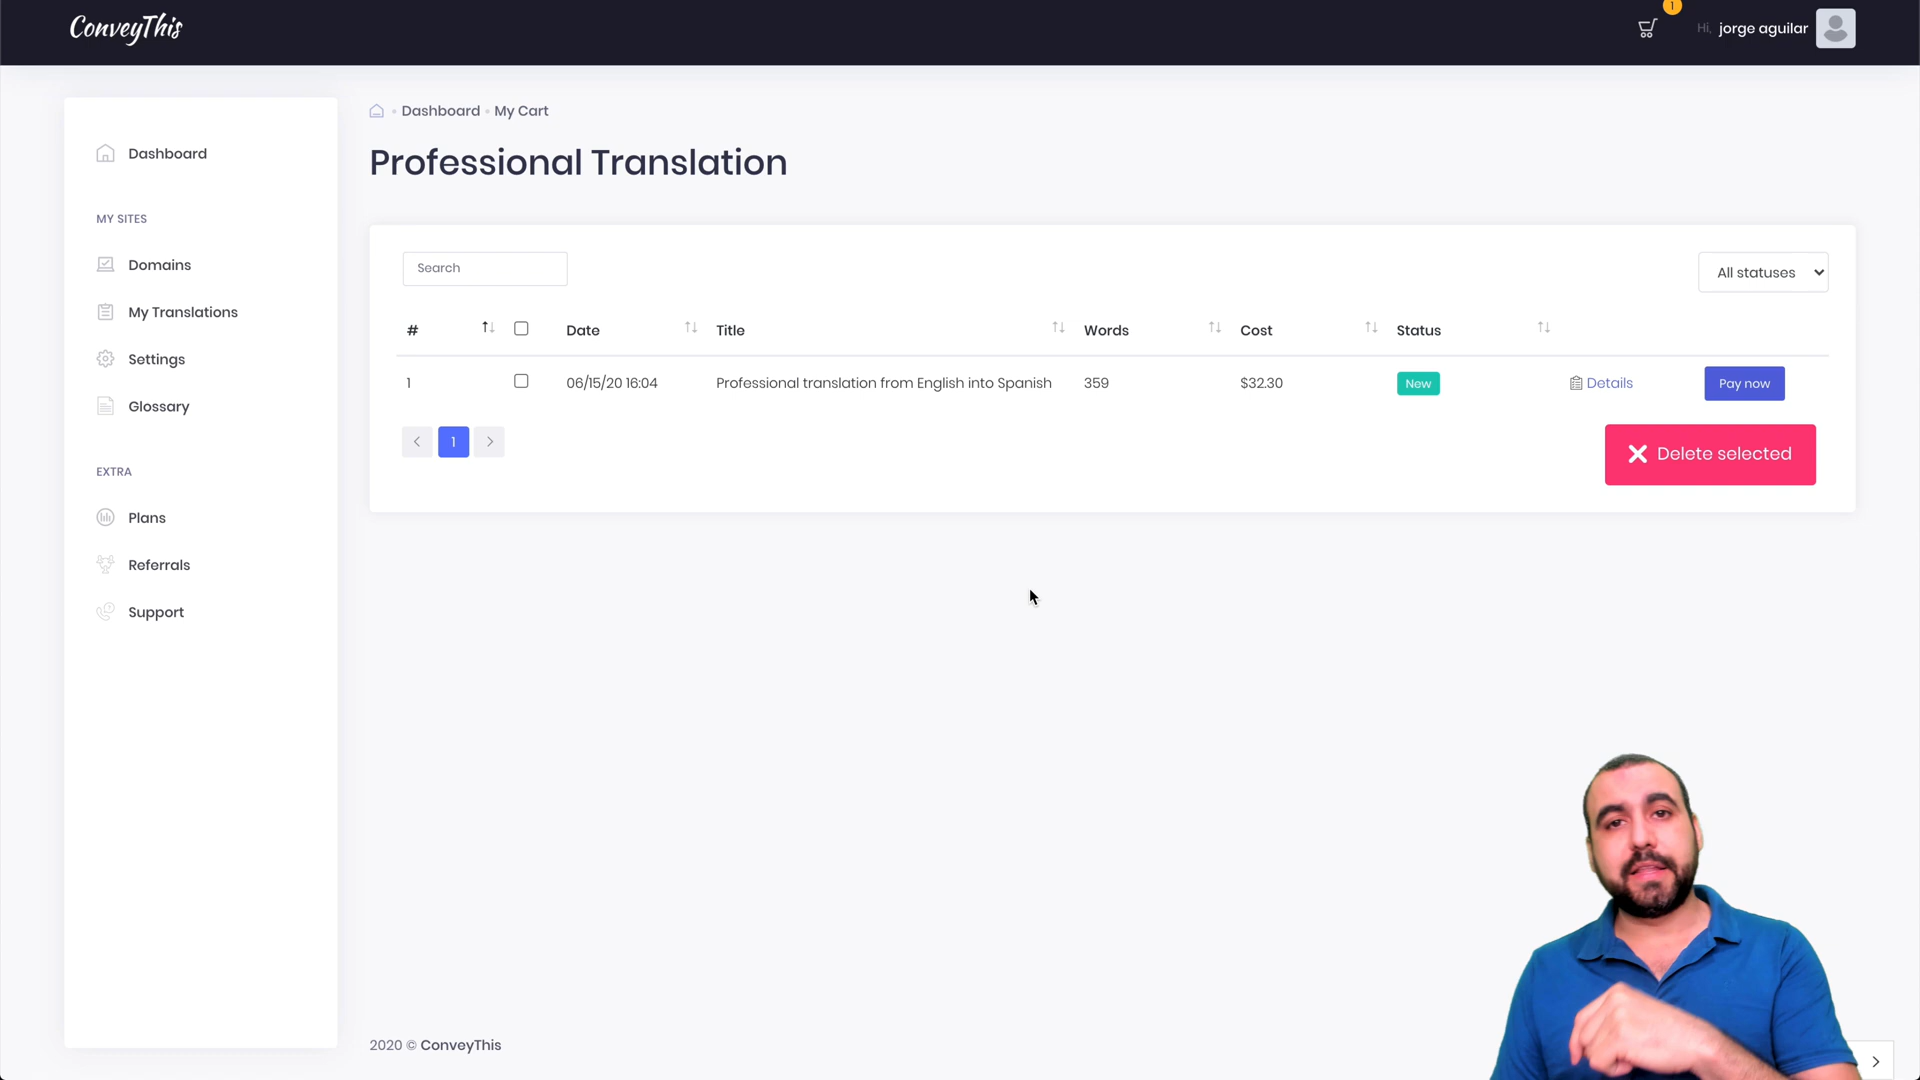 ConveyThis
1
Hi, jorge aguilar
Dashboard
MY SITES
Domains
My Translations
Settings
Glossary
EXTRA
Plans
Referrals
Support
Dashboard • My Cart
Professional Translation
Search
All statuses
# Date Title Words Cost Status
1 06/15/20 16:04 Professional translation from English into Spanish 359 $32.30 New Details Pay now
< 1 >
Delete selected
2020 © ConveyThis